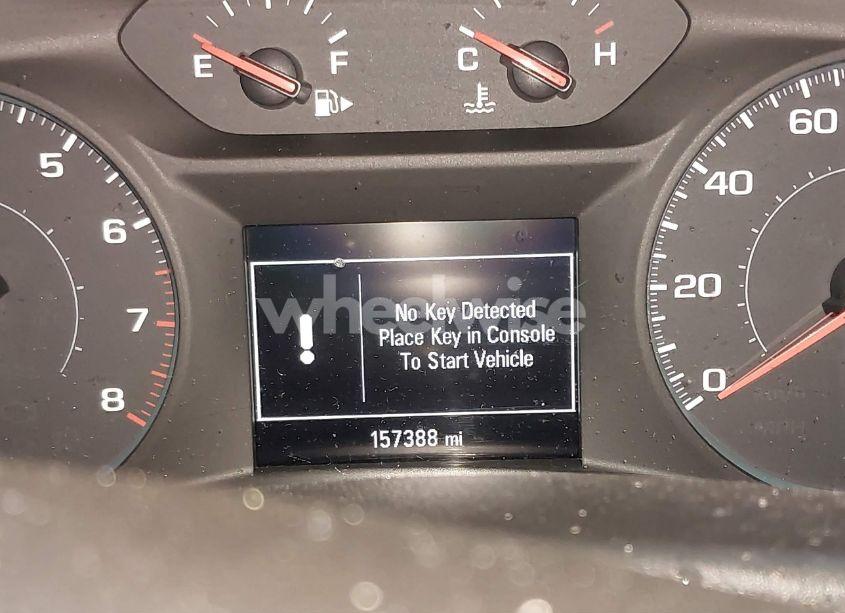 E F
C H
5
6
7
8
60
40
20
0
wheelwise
No Key Detected
Place Key in Console
To Start Vehicle
157388 mi